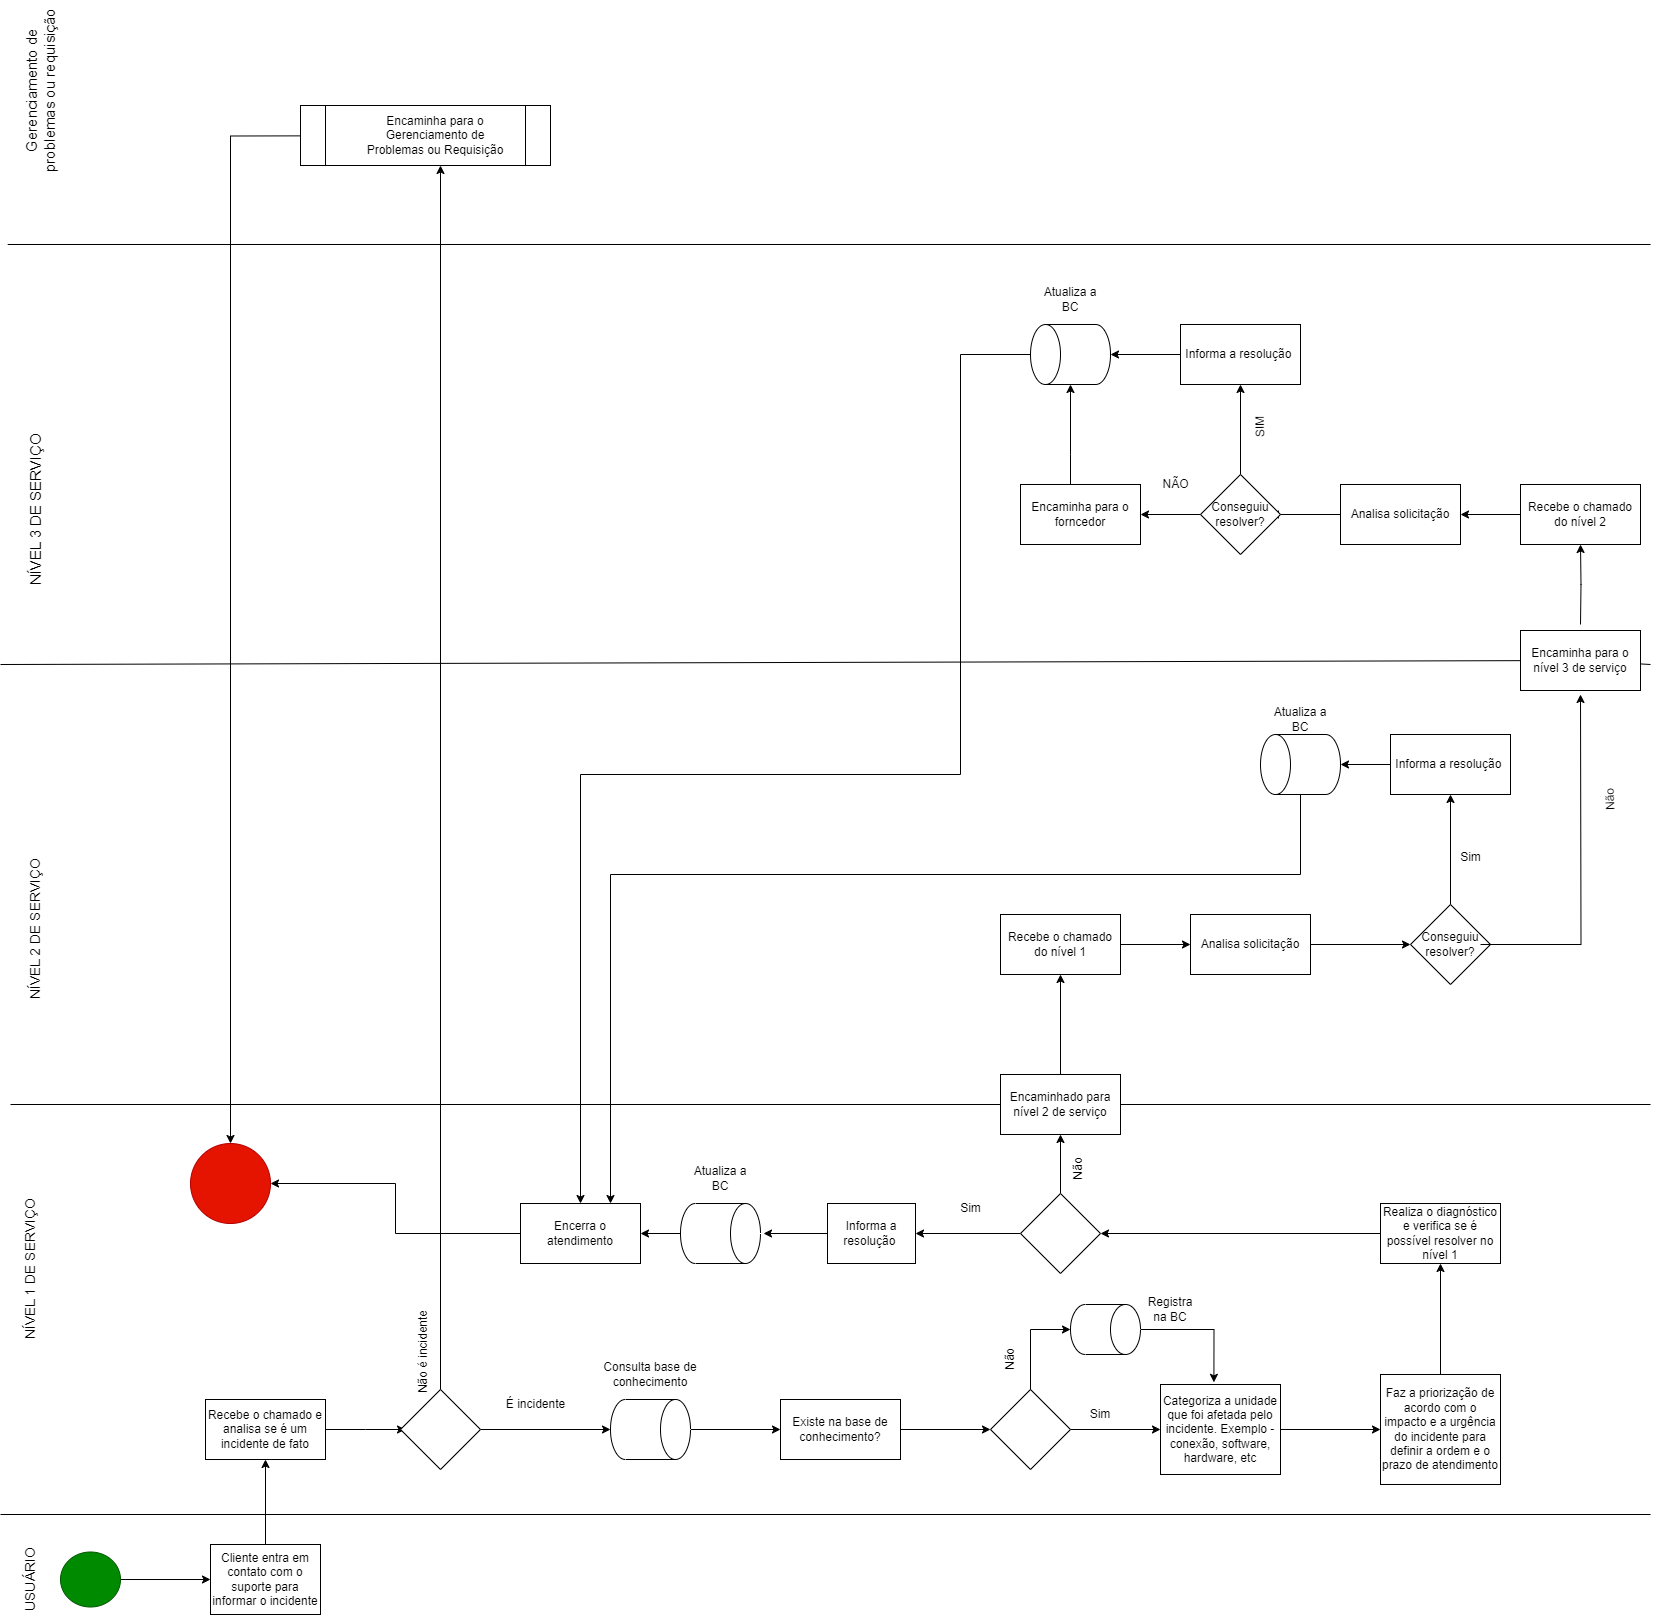 Gerenciamento de
problemas ou requisição
Encaminha para o
Gerenciamento de
Problemas ou Requisição
NÍVEL 3 DE SERVIÇO
Atualiza a
BC
Informa a resolução
SIM
NÃO
Encaminha para o
forncedor
Conseguiu
resolver?
Analisa solicitação
Recebe o chamado
do nível 2
Encaminha para o
nível 3 de serviço
NÍVEL 2 DE SERVIÇO
Atualiza a
BC
Informa a resolução
Não
Sim
Recebe o chamado
do nível 1
Analisa solicitação
Conseguiu
resolver?
Encaminhado para
nível 2 de serviço
NÍVEL 1 DE SERVIÇO
Não
Atualiza a
BC
Sim
Encerra o
atendimento
Informa a
resolução
Realiza o diagnóstico
e verifica se é
possível resolver no
nível 1
Não é incidente
Registra
na BC
Não
Consulta base de
conhecimento
É incidente
Sim
Recebe o chamado e
analisa se é um
incidente de fato
Existe na base de
conhecimento?
Categoriza a unidade
que foi afetada pelo
incidente. Exemplo -
conexão, software,
hardware, etc
Faz a priorização de
acordo com o
impacto e a urgência
do incidente para
definir a ordem e o
prazo de atendimento
USUÁRIO
Cliente entra em
contato com o
suporte para
informar o incidente